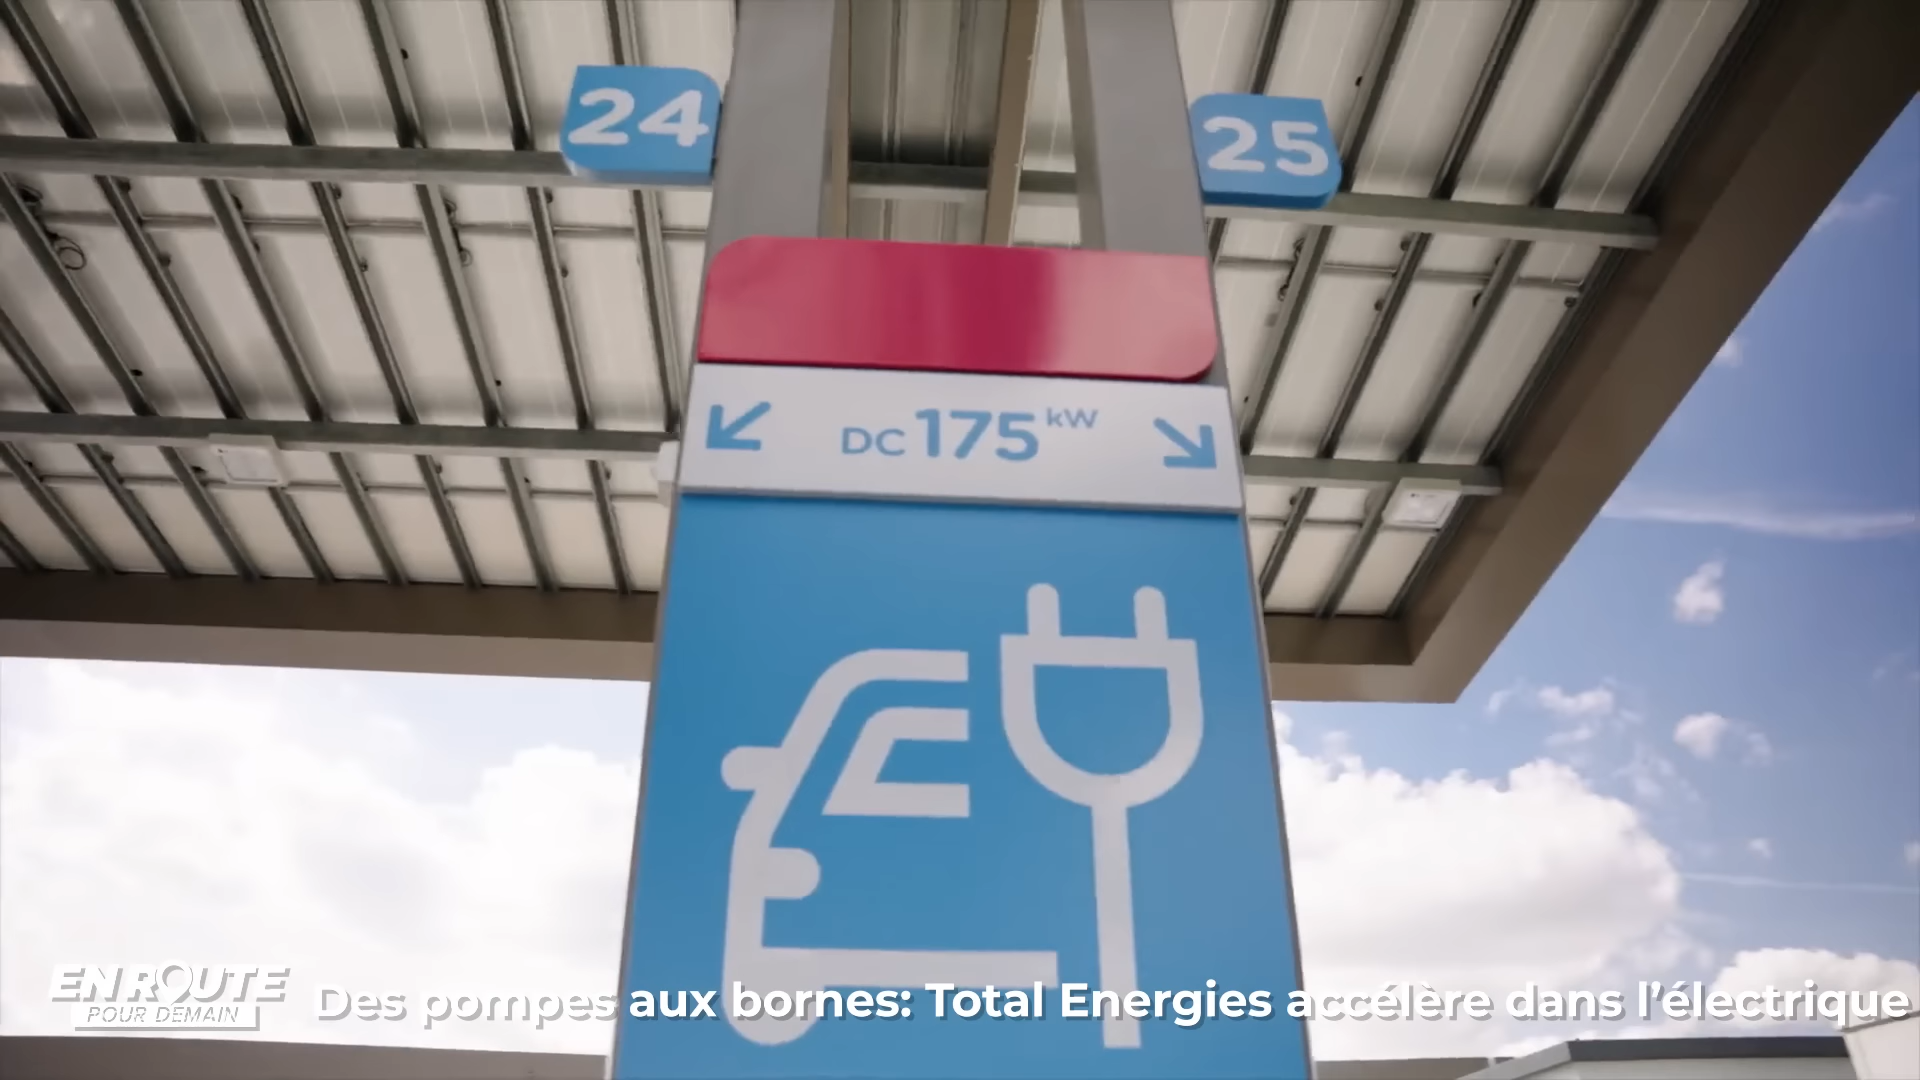 24
25
DC 175 kW
EN ROUTE
POUR DEMAIN
Des pompes aux bornes: Total Energies accélère dans l'électrique